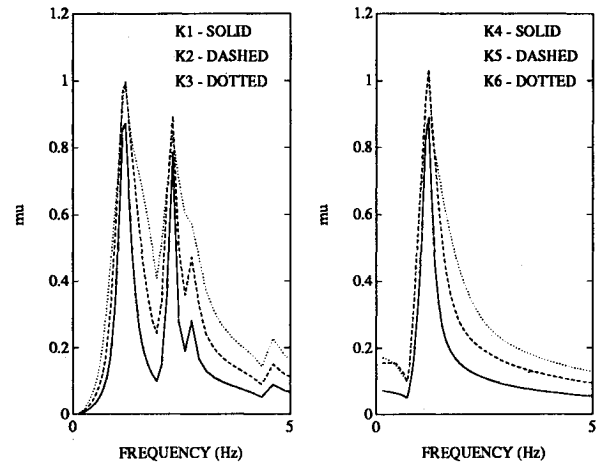 1.2
1
0.8
0.6
0.4
0.2
0
mu
K1 - SOLID
K2 - DASHED
K3 - DOTTED
0
5
FREQUENCY (Hz)
1.2
1
0.8
0.6
0.4
0.2
0
mu
K4 - SOLID
K5 - DASHED
K6 - DOTTED
0
5
FREQUENCY (Hz)